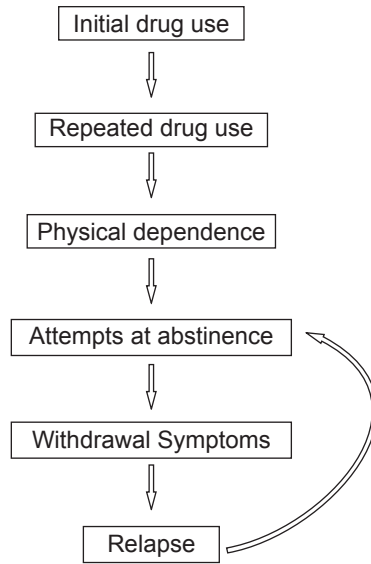 Initial drug use
Repeated drug use
Physical dependence
Attempts at abstinence
Withdrawal Symptoms
Relapse